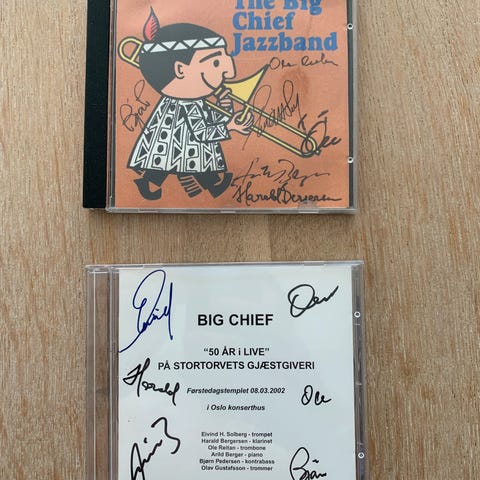 The Big
Chief
Jazzband
Harald Bergersen
BIG CHIEF
"50 ÅR i LIVE"
PÅ STORTORVETS GJÆSTGIVERI
Harald
Førstedagstemplet 08.03.2002
i Oslo konserthus
Eivind H. Solberg - trompet
Harald Bergersen - klarinet
Ole Reitan - trombone
Arild Berger - piano
Bjørn Pedersen - kontrabass
Olav Gustafsson - trommer